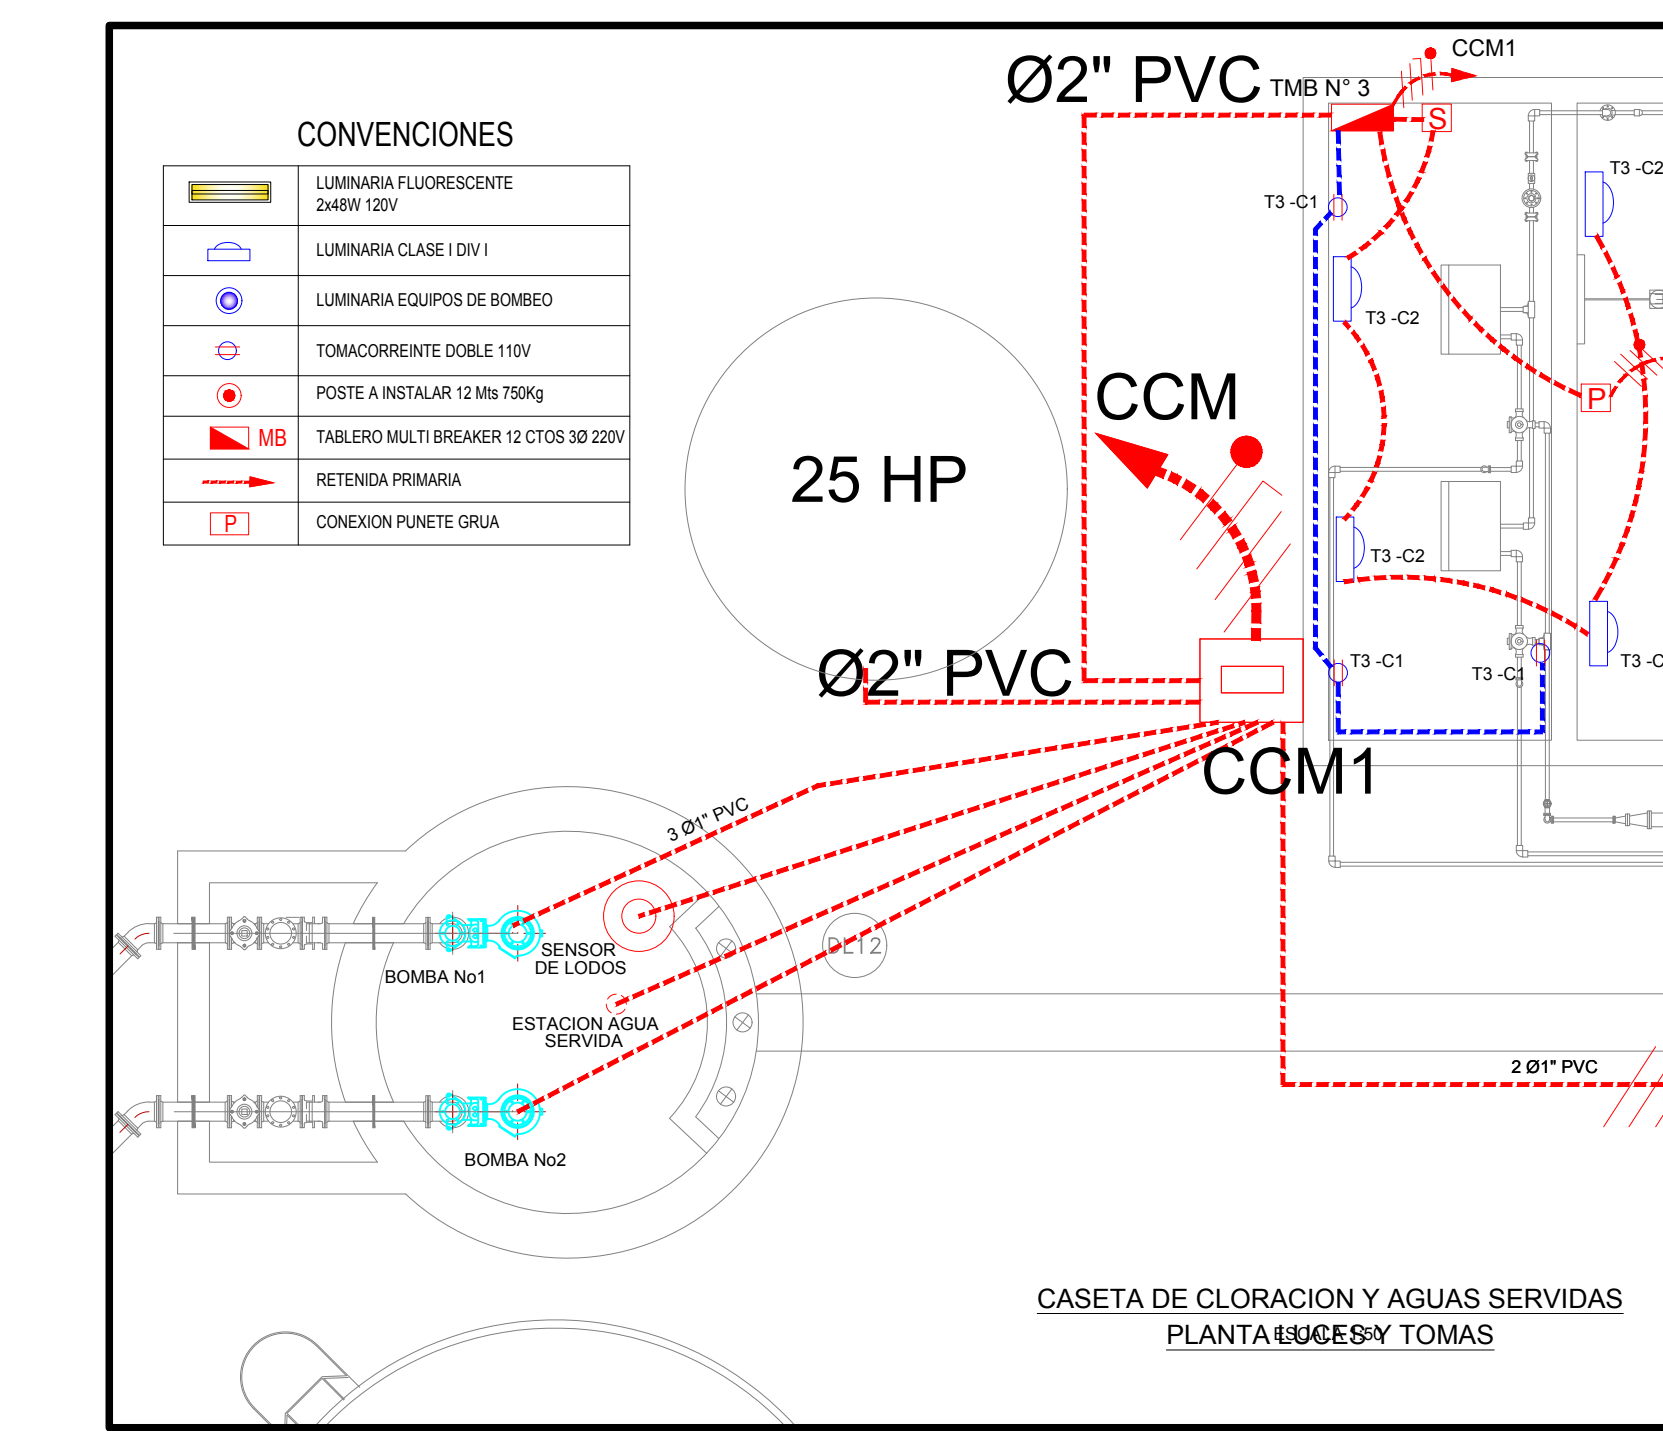 CONVENCIONES
LUMINARIA FLUORESCENTE
2x48W 120V
LUMINARIA CLASE I DIV I
LUMINARIA EQUIPOS DE BOMBEO
TOMACORREINTE DOBLE 110V
POSTE A INSTALAR 12 Mts 750Kg
MB
TABLERO MULTI BREAKER 12 CTOS 3Ø 220V
RETENIDA PRIMARIA
P
CONEXION PUNETE GRUA
Ø2" PVC
TMB N° 3
CCM1
S
T3 -C1
T3 -C2
T3 -C2
P
CCM
25 HP
T3 -C2
Ø2" PVC
T3 -C1
T3 -C1
T3 -C
CCM1
3 Ø1" PVC
SENSOR
DE LODOS
DL12
BOMBA No1
ESTACION AGUA
SERVIDA
2 Ø1" PVC
BOMBA No2
CASETA DE CLORACION Y AGUAS SERVIDAS
PLANTA LUCES Y TOMAS
ESCALA 1:50